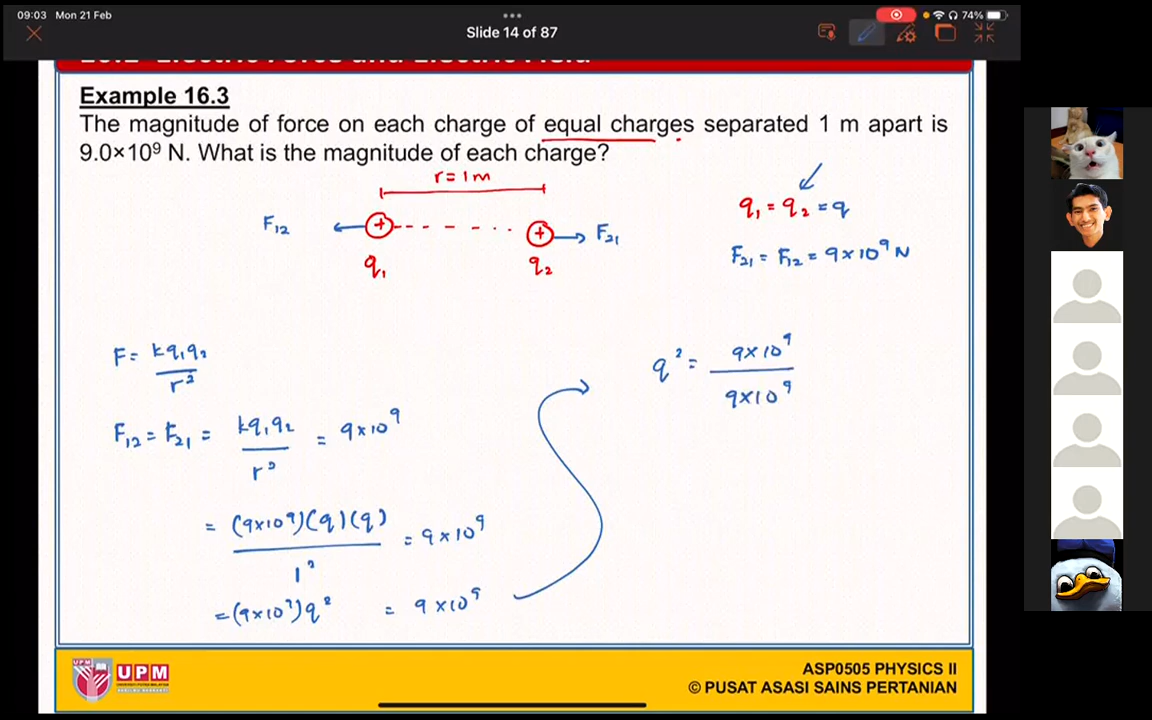 09:03 Mon 21 Feb
74%
Slide 14 of 87
Example 16.3
The magnitude of force on each charge of equal charges separated 1 m apart is
9.0×10⁹ N. What is the magnitude of each charge?
r = 1m
F₁₂
+
+
F₂₁
q₁
q₂
q₁ = q₂ = q
F₂₁ = F₁₂ = 9×10⁹ N
F = kq₁q₂ / r²
F₁₂ = F₂₁ = kq₁q₂ / r² = 9×10⁹
= (9×10⁹)(q)(q) / 1² = 9×10⁹
= (9×10⁹)q² = 9×10⁹
q² = 9×10⁹ / 9×10⁹
UPM
UPM
ASP0505 PHYSICS II
© PUSAT ASASI SAINS PERTANIAN